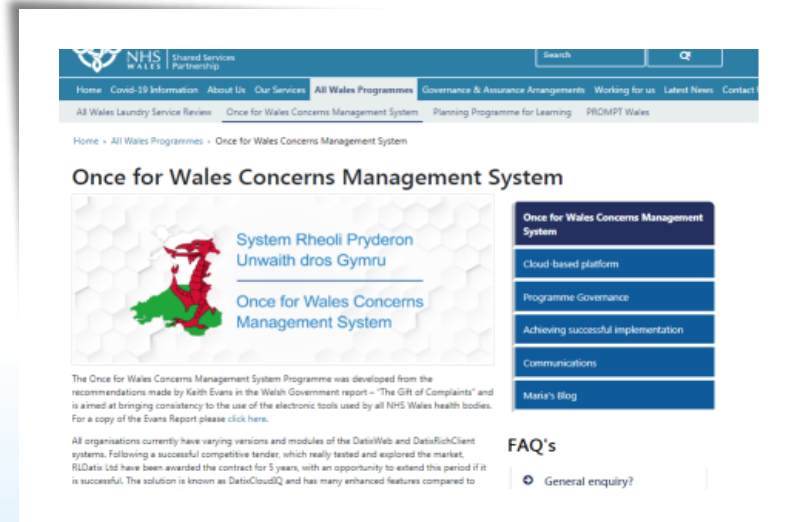 NHS
WALES
Shared Services
Partnership
Search
Home Covid-19 Information About Us Our Services All Wales Programmes Governance & Assurance Arrangements Working for us Latest News Contact
All Wales Laundry Service Review Once for Wales Concerns Management System Planning Programme for Learning PROMPT Wales
Home › All Wales Programmes › Once for Wales Concerns Management System
Once for Wales Concerns Management System
System Rheoli Pryderon
Unwaith dros Gymru
Once for Wales Concerns
Management System
The Once for Wales Concerns Management System Programme was developed from the
recommendations made by Keith Evans in the Welsh Government report – "The Gift of Complaints" and
is aimed at bringing consistency to the use of the electronic tools used by all NHS Wales health bodies.
For a copy of the Evans Report please click here.
All organisations currently have varying versions and modules of the DatixWeb and DatixRichClient
systems. Following a successful competitive tender, which really tested and explored the market,
RLDatix Ltd have been awarded the contract for 5 years, with an opportunity to extend this period if it
is successful. The solution is known as DatixCloudIQ and has many enhanced features compared to
Once for Wales Concerns Management
System
Cloud-based platform
Programme Governance
Achieving successful implementation
Communications
Maria's Blog
FAQ's
General enquiry?